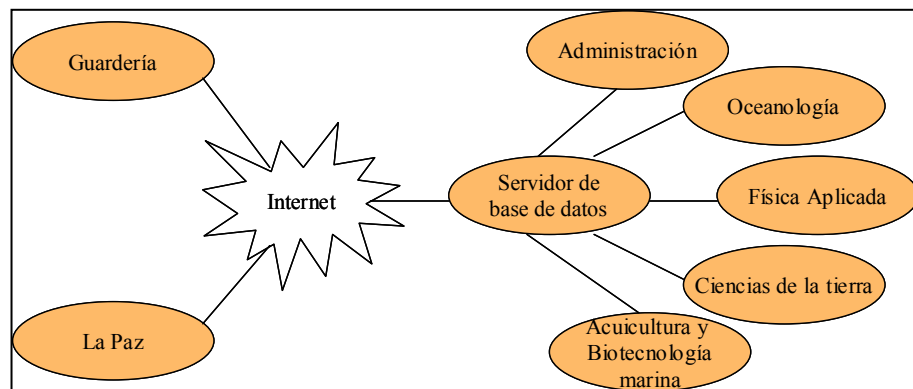 Guardería
Administración
Oceanología
Internet
Servidor de
base de datos
Física Aplicada
Ciencias de la tierra
La Paz
Acuicultura y
Biotecnología
marina